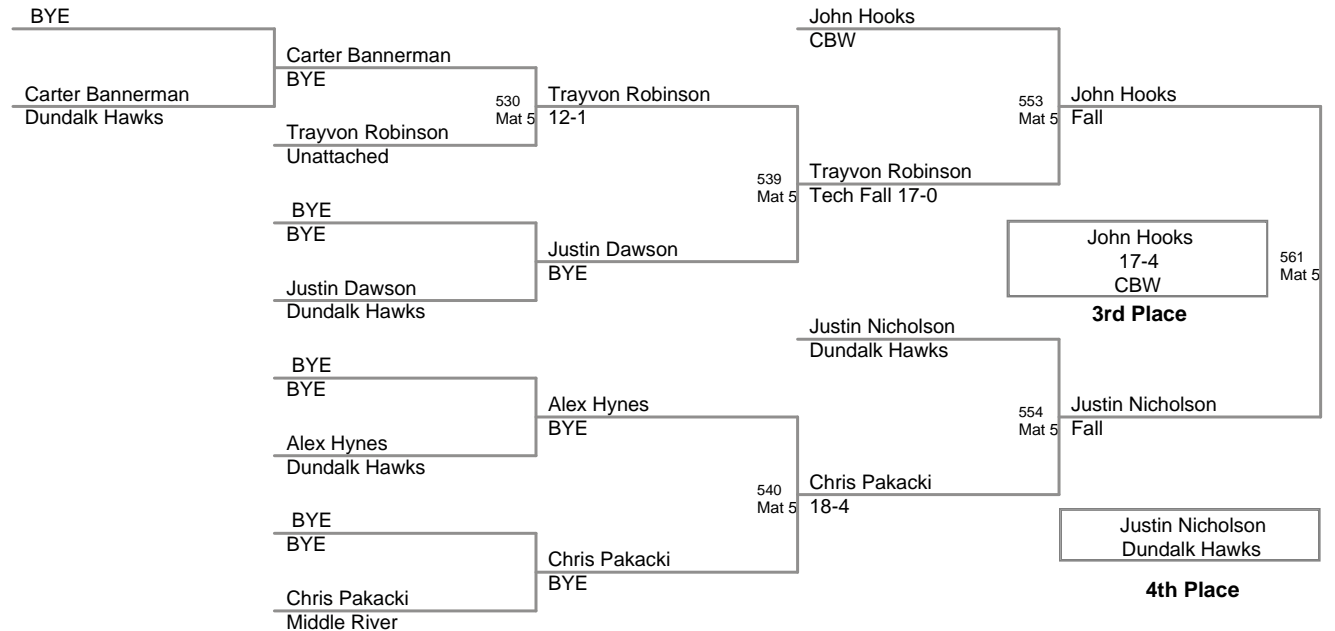 BYE
Carter Bannerman
Dundalk Hawks
Carter Bannerman
BYE
Trayvon Robinson
Unattached
BYE
BYE
Justin Dawson
Dundalk Hawks
BYE
BYE
Alex Hynes
Dundalk Hawks
BYE
BYE
Chris Pakacki
Middle River
530
Mat 5
Trayvon Robinson
12-1
Justin Dawson
BYE
Alex Hynes
BYE
Chris Pakacki
BYE
539
Mat 5
540
Mat 5
John Hooks
CBW
Trayvon Robinson
Tech Fall 17-0
Justin Nicholson
Dundalk Hawks
Chris Pakacki
18-4
553
Mat 5
554
Mat 5
John Hooks
Fall
Justin Nicholson
Fall
561
Mat 5
John Hooks
17-4
CBW
3rd Place
Justin Nicholson
Dundalk Hawks
4th Place